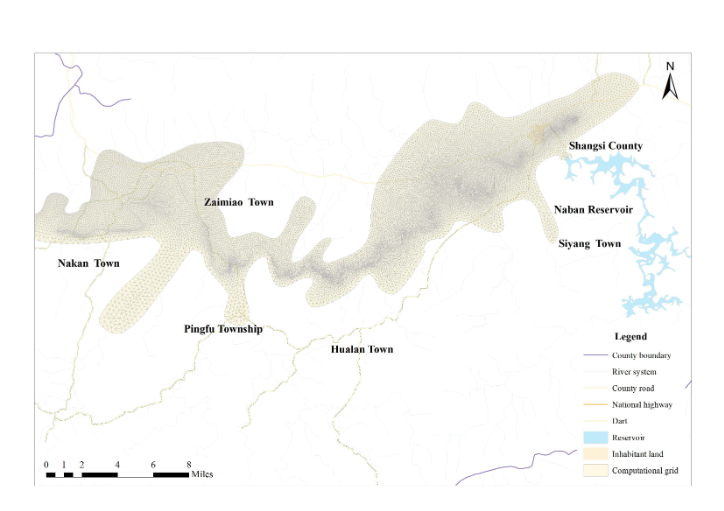 N
Shangsi County
Zaimiao Town
Naban Reservoir
Siyang Town
Nakan Town
Pingfu Township
Hualan Town
Legend
County boundary
River system
County road
National highway
Dart
Reservoir
Inhabitant land
Computational grid
0 1 2 4 6 8
Miles